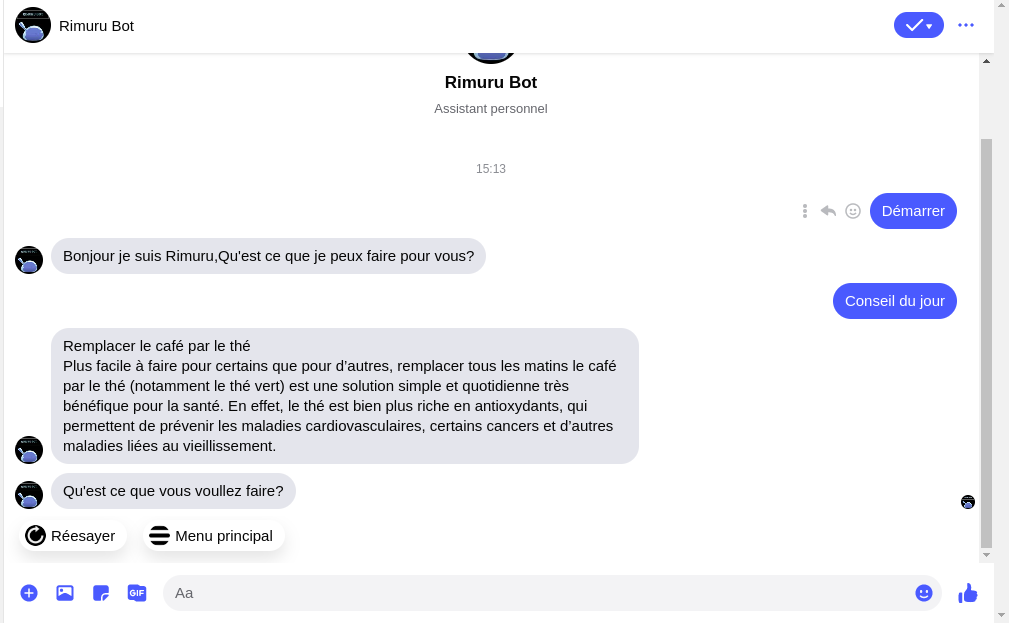 Rimuru Bot
Rimuru Bot
Assistant personnel
15:13
Démarrer
Bonjour je suis Rimuru,Qu'est ce que je peux faire pour vous?
Conseil du jour
Remplacer le café par le thé
Plus facile à faire pour certains que pour d’autres, remplacer tous les matins le café
par le thé (notamment le thé vert) est une solution simple et quotidienne très
bénéfique pour la santé. En effet, le thé est bien plus riche en antioxydants, qui
permettent de prévenir les maladies cardiovasculaires, certains cancers et d’autres
maladies liées au vieillissement.
Qu'est ce que vous voullez faire?
Réesayer
Menu principal
GIF
Aa